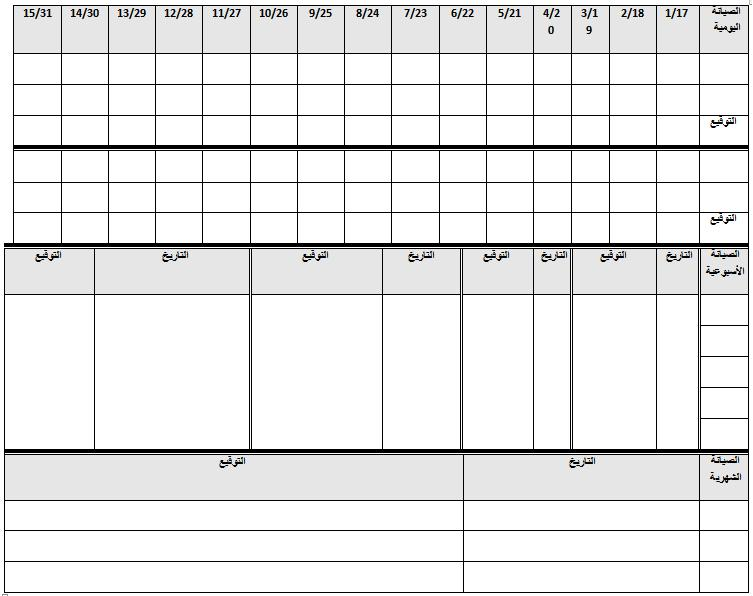 الصيانة اليومية 1/17 2/18 3/19 4/20 5/21 6/22 7/23 8/24 9/25 10/26 11/27 12/28 13/29 14/30 15/31
التوقيع
التوقيع
الصيانة الأسبوعية التاريخ التوقيع التاريخ التوقيع التاريخ التوقيع التاريخ التوقيع
الصيانة الشهرية التاريخ التوقيع